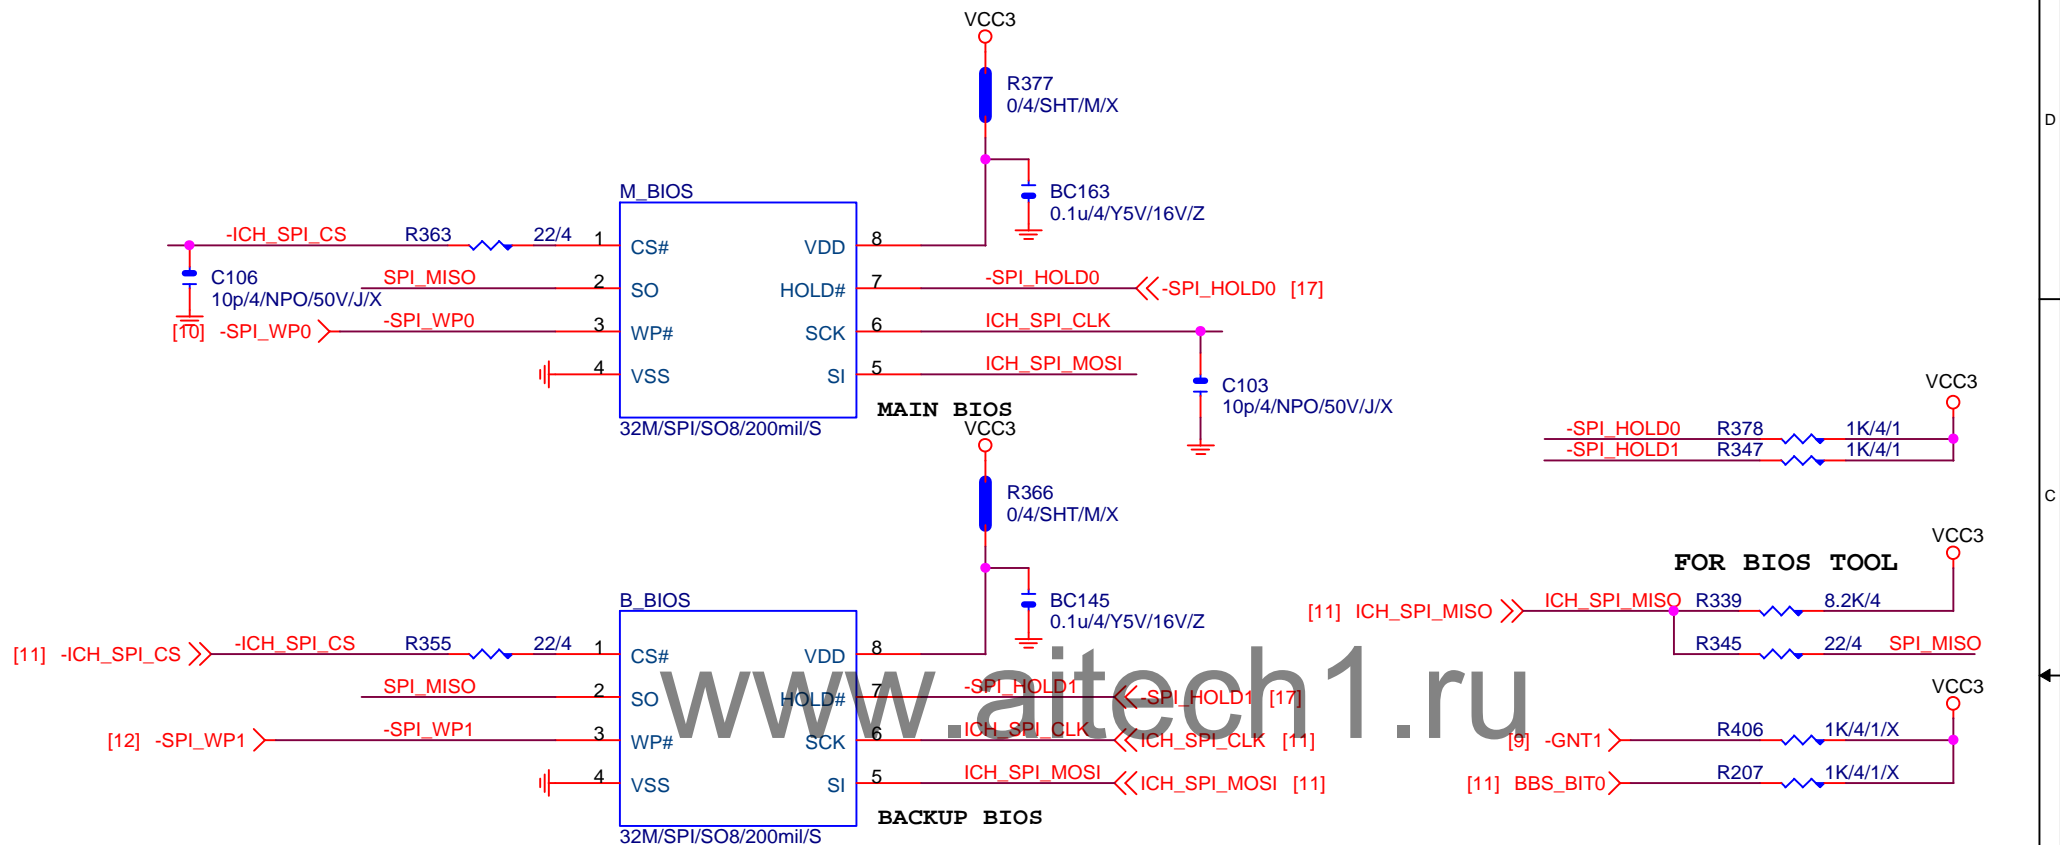 VCC3
R377
0/4/SHT/M/X
D
BC163
0.1u/4/Y5V/16V/Z
M_BIOS
-ICH_SPI_CS R363 22/4 1 CS# VDD 8
C106
10p/4/NPO/50V/J/X
SPI_MISO 2 SO HOLD# 7 -SPI_HOLD0 -SPI_HOLD0 [17]
[10] -SPI_WP0 -SPI_WP0 3 WP# SCK 6 ICH_SPI_CLK
4 VSS SI 5 ICH_SPI_MOSI
C103
10p/4/NPO/50V/J/X
MAIN BIOS
32M/SPI/SO8/200mil/S
VCC3
-SPI_HOLD0 R378 1K/4/1
-SPI_HOLD1 R347 1K/4/1
VCC3
R366
0/4/SHT/M/X
C
BC145
0.1u/4/Y5V/16V/Z
B_BIOS
[11] -ICH_SPI_CS -ICH_SPI_CS R355 22/4 1 CS# VDD 8
SPI_MISO 2 SO HOLD# 7 -SPI_HOLD1 -SPI_HOLD1 [17]
[12] -SPI_WP1 -SPI_WP1 3 WP# SCK 6 ICH_SPI_CLK ICH_SPI_CLK [11]
4 VSS SI 5 ICH_SPI_MOSI ICH_SPI_MOSI [11]
BACKUP BIOS
32M/SPI/SO8/200mil/S
VCC3
FOR BIOS TOOL
[11] ICH_SPI_MISO ICH_SPI_MISO R339 8.2K/4
R345 22/4 SPI_MISO
VCC3
[9] -GNT1 R406 1K/4/1/X
[11] BBS_BIT0 R207 1K/4/1/X
www.aitech1.ru